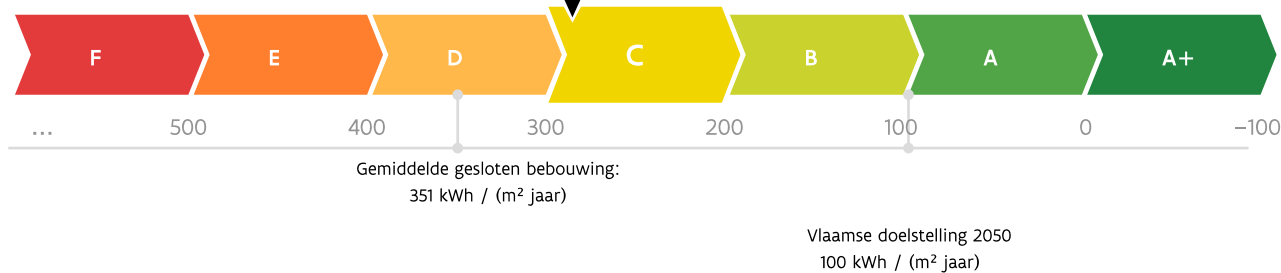 F E D C B A A+
... 500 400 300 200 100 0 −100
Gemiddelde gesloten bebouwing:
351 kWh / (m² jaar)
Vlaamse doelstelling 2050
100 kWh / (m² jaar)